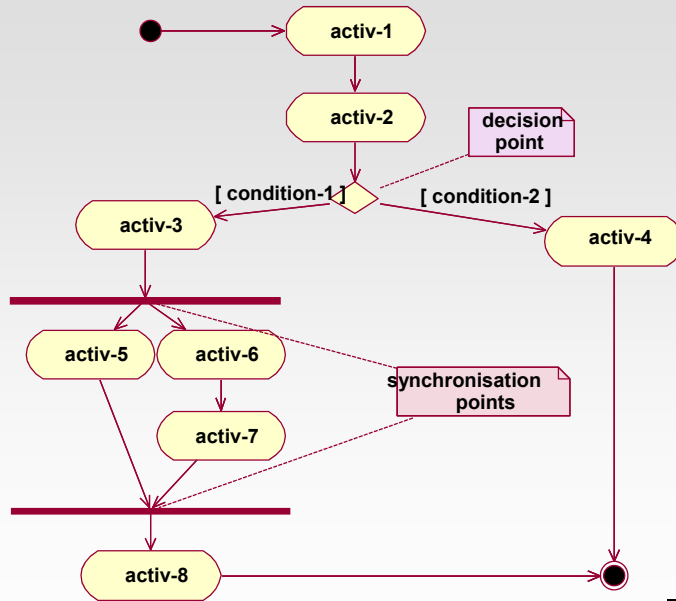 activ-1
activ-2
decision
point
[ condition-1 ]
[ condition-2 ]
activ-3
activ-4
activ-5
activ-6
synchronisation
points
activ-7
activ-8